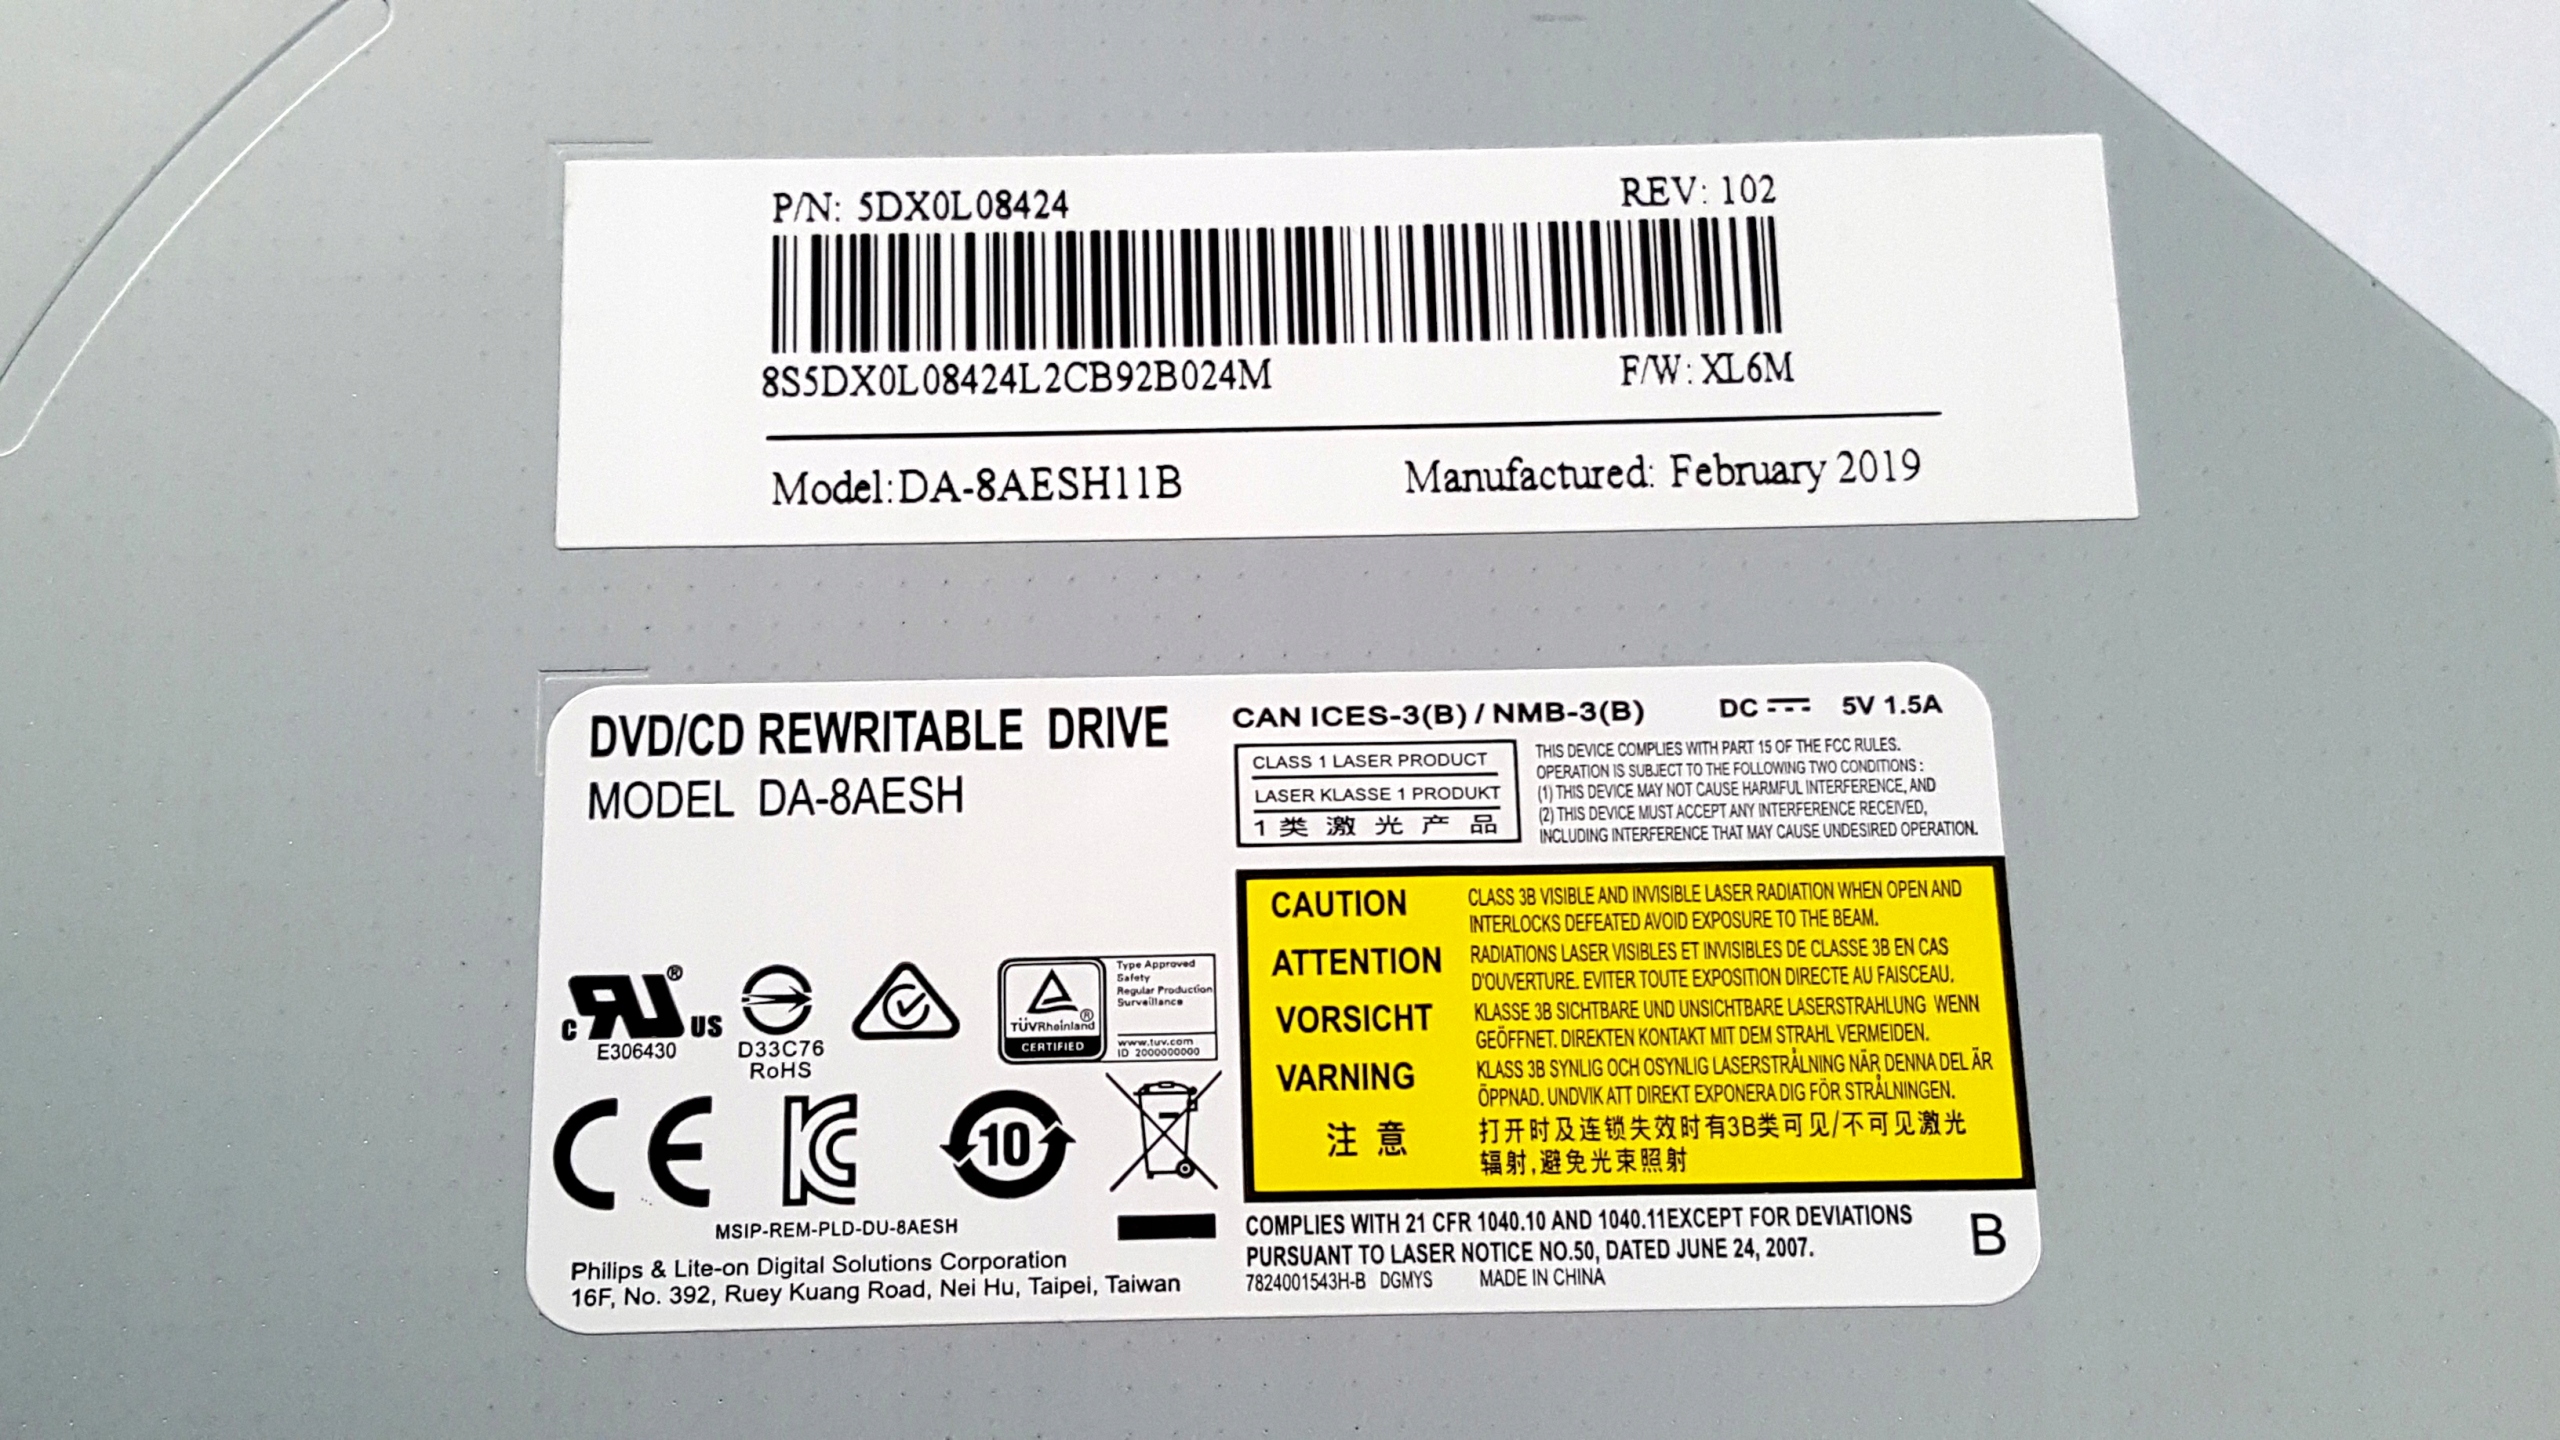 P/N: 5DX0L08424
REV: 102
8S5DX0L08424L2CB92B024M
F/W: XL6M
Model:DA-8AESH11B
Manufactured: February 2019
DVD/CD REWRITABLE DRIVE
MODEL DA-8AESH
CAN ICES-3(B) / NMB-3(B)
DC 5V 1.5A
CLASS 1 LASER PRODUCT
LASER KLASSE 1 PRODUKT
1 类 激 光 产 品
THIS DEVICE COMPLIES WITH PART 15 OF THE FCC RULES.
OPERATION IS SUBJECT TO THE FOLLOWING TWO CONDITIONS :
(1) THIS DEVICE MAY NOT CAUSE HARMFUL INTERFERENCE, AND
(2) THIS DEVICE MUST ACCEPT ANY INTERFERENCE RECEIVED,
INCLUDING INTERFERENCE THAT MAY CAUSE UNDESIRED OPERATION.
CAUTION
CLASS 3B VISIBLE AND INVISIBLE LASER RADIATION WHEN OPEN AND
INTERLOCKS DEFEATED AVOID EXPOSURE TO THE BEAM.
ATTENTION
RADIATIONS LASER VISIBLES ET INVISIBLES DE CLASSE 3B EN CAS
D'OUVERTURE. EVITER TOUTE EXPOSITION DIRECTE AU FAISCEAU.
VORSICHT
KLASSE 3B SICHTBARE UND UNSICHTBARE LASERSTRAHLUNG WENN
GEÖFFNET. DIREKTEN KONTAKT MIT DEM STRAHL VERMEIDEN.
VARNING
KLASS 3B SYNLIG OCH OSYNLIG LASERSTRÅLNING NÄR DENNA DEL ÄR
ÖPPNAD. UNDVIK ATT DIREKT EXPONERA DIG FÖR STRÅLNINGEN.
注 意
打开时及连锁失效时有3B类可见/不可见激光
辐射,避免光束照射
c RU ® US
E306430
D33C76
RoHS
TÜVRheinland ®
CERTIFIED
Type Approved
Safety
Regular Production
Surveillance
www.tuv.com
ID 2000000000
CE
KC
10
MSIP-REM-PLD-DU-8AESH
Philips & Lite-on Digital Solutions Corporation
16F, No. 392, Ruey Kuang Road, Nei Hu, Taipei, Taiwan
COMPLIES WITH 21 CFR 1040.10 AND 1040.11EXCEPT FOR DEVIATIONS
PURSUANT TO LASER NOTICE NO.50, DATED JUNE 24, 2007.
7824001543H-B DGMYS MADE IN CHINA
B